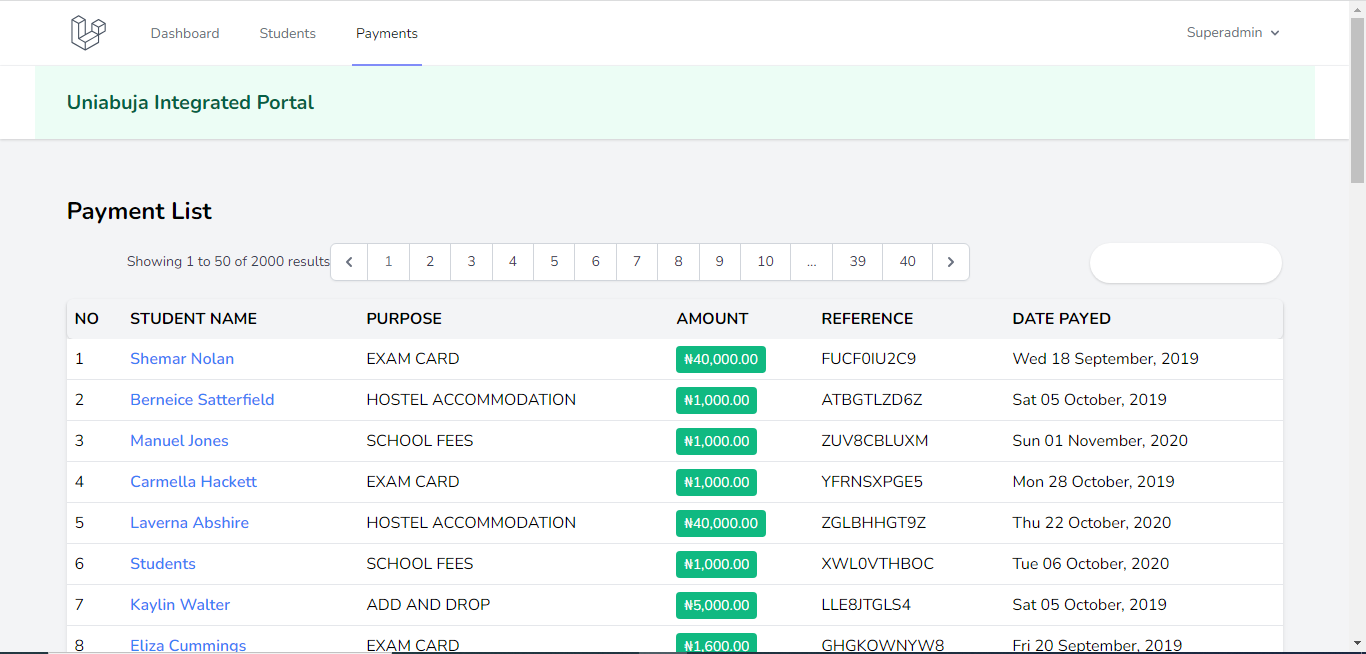 Dashboard Students Payments Superadmin
Uniabuja Integrated Portal
Payment List
Showing 1 to 50 of 2000 results 1 2 3 4 5 6 7 8 9 10 ... 39 40
NO STUDENT NAME PURPOSE AMOUNT REFERENCE DATE PAYED
1 Shemar Nolan EXAM CARD ₦40,000.00 FUCF0IU2C9 Wed 18 September, 2019
2 Berneice Satterfield HOSTEL ACCOMMODATION ₦1,000.00 ATBGTLZD6Z Sat 05 October, 2019
3 Manuel Jones SCHOOL FEES ₦1,000.00 ZUV8CBLUXM Sun 01 November, 2020
4 Carmella Hackett EXAM CARD ₦1,000.00 YFRNSXPGE5 Mon 28 October, 2019
5 Laverna Abshire HOSTEL ACCOMMODATION ₦40,000.00 ZGLBHHGT9Z Thu 22 October, 2020
6 Students SCHOOL FEES ₦1,000.00 XWL0VTHBOC Tue 06 October, 2020
7 Kaylin Walter ADD AND DROP ₦5,000.00 LLE8JTGLS4 Sat 05 October, 2019
8 Eliza Cummings EXAM CARD ₦1,600.00 GHGKOWNYW8 Fri 20 September, 2019